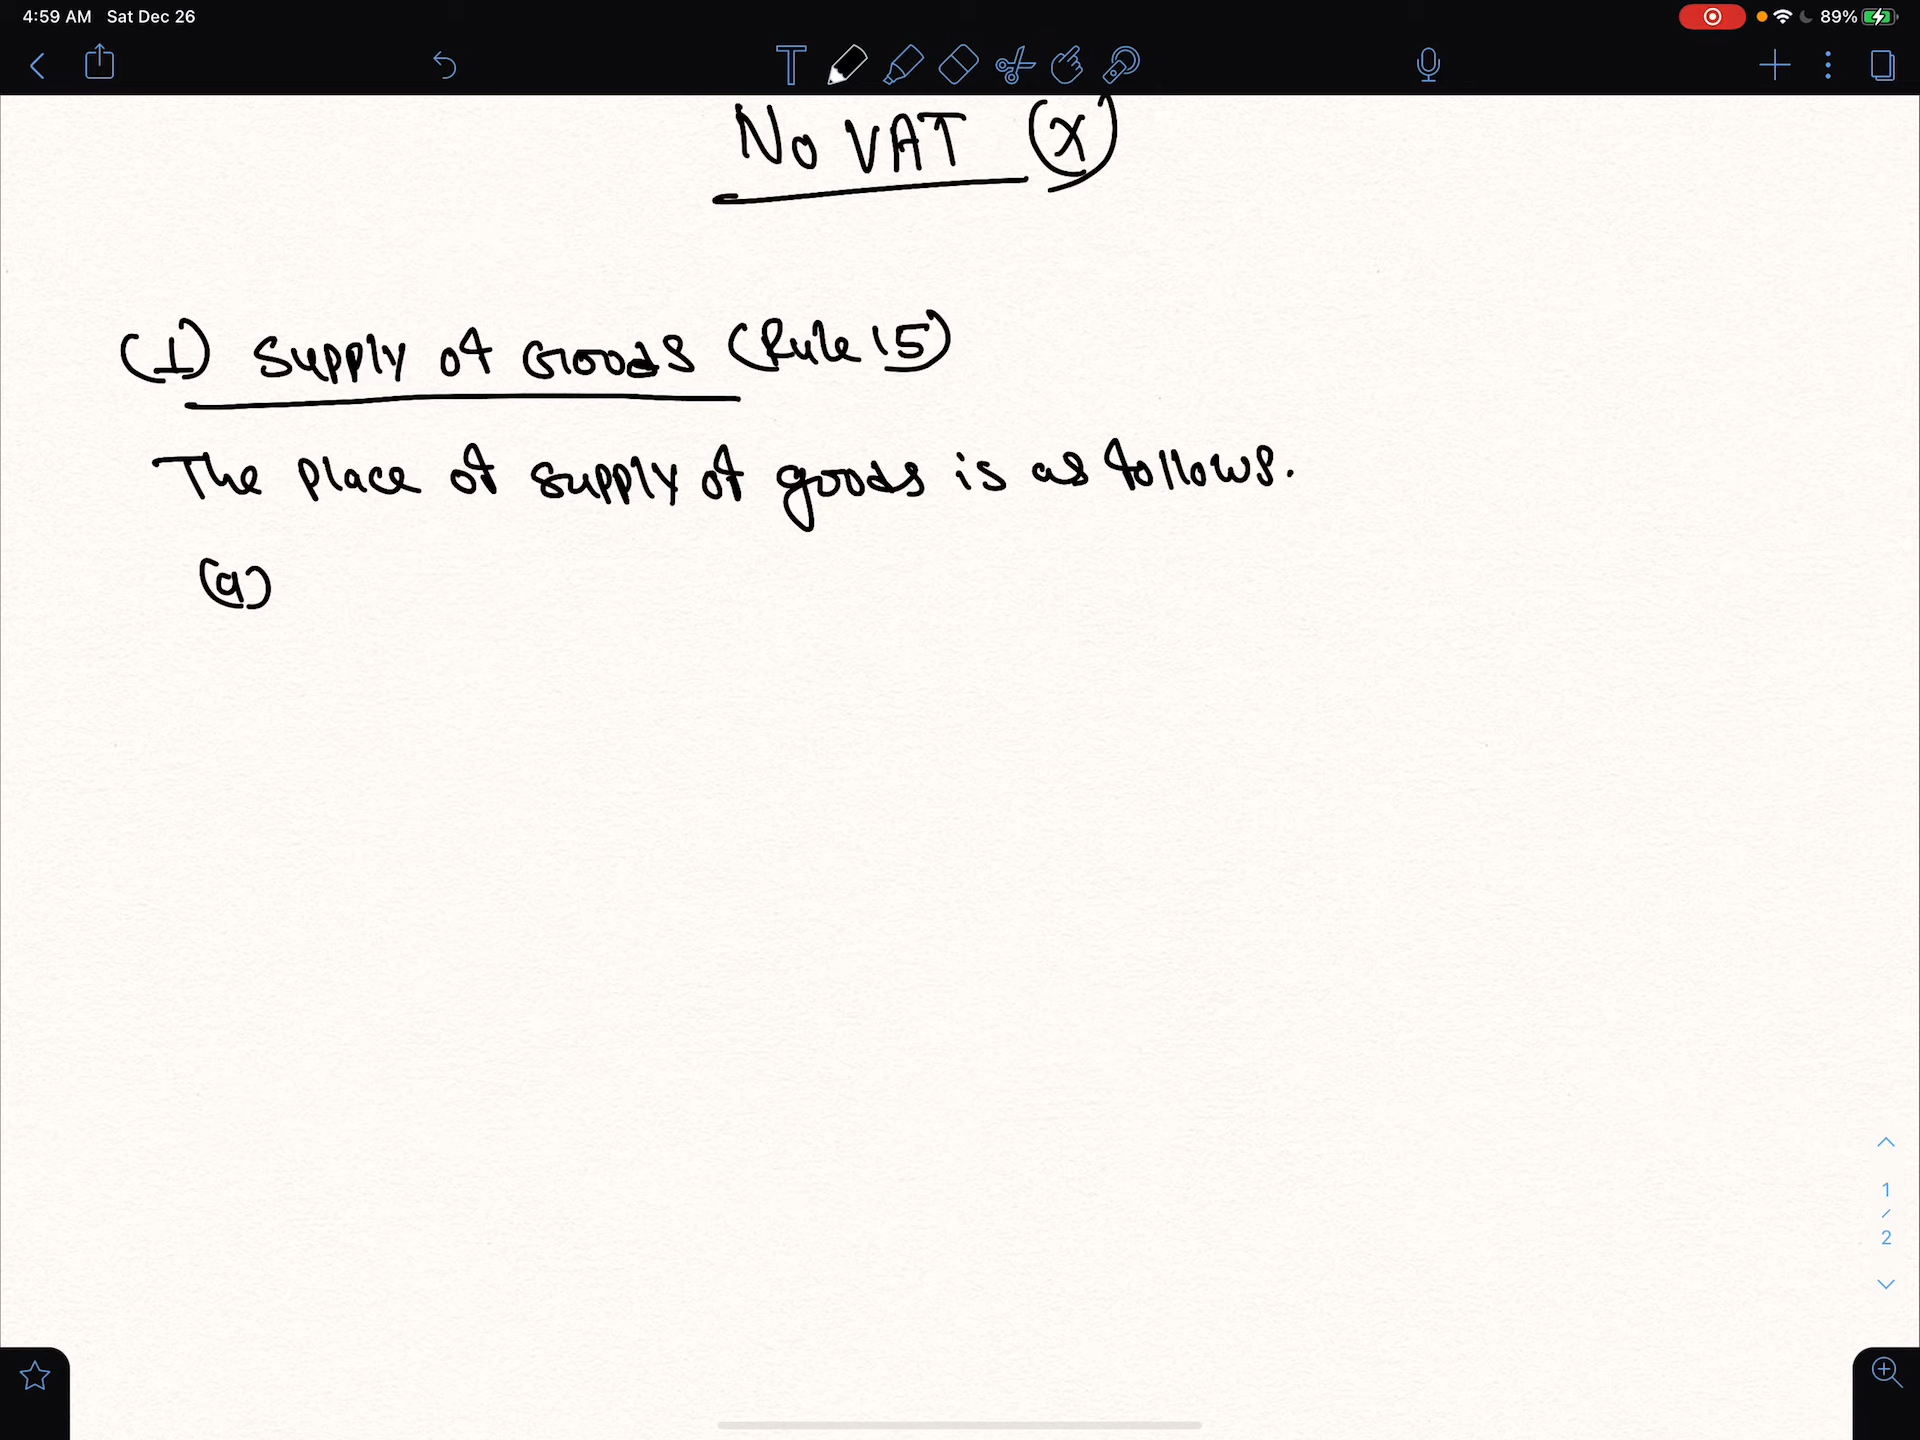 4:59 AM Sat Dec 26 89%
T
No VAT (X)
(1) Supply of Goods (Rule 15)
The place of supply of goods is as follows.
(a)
1
/
2